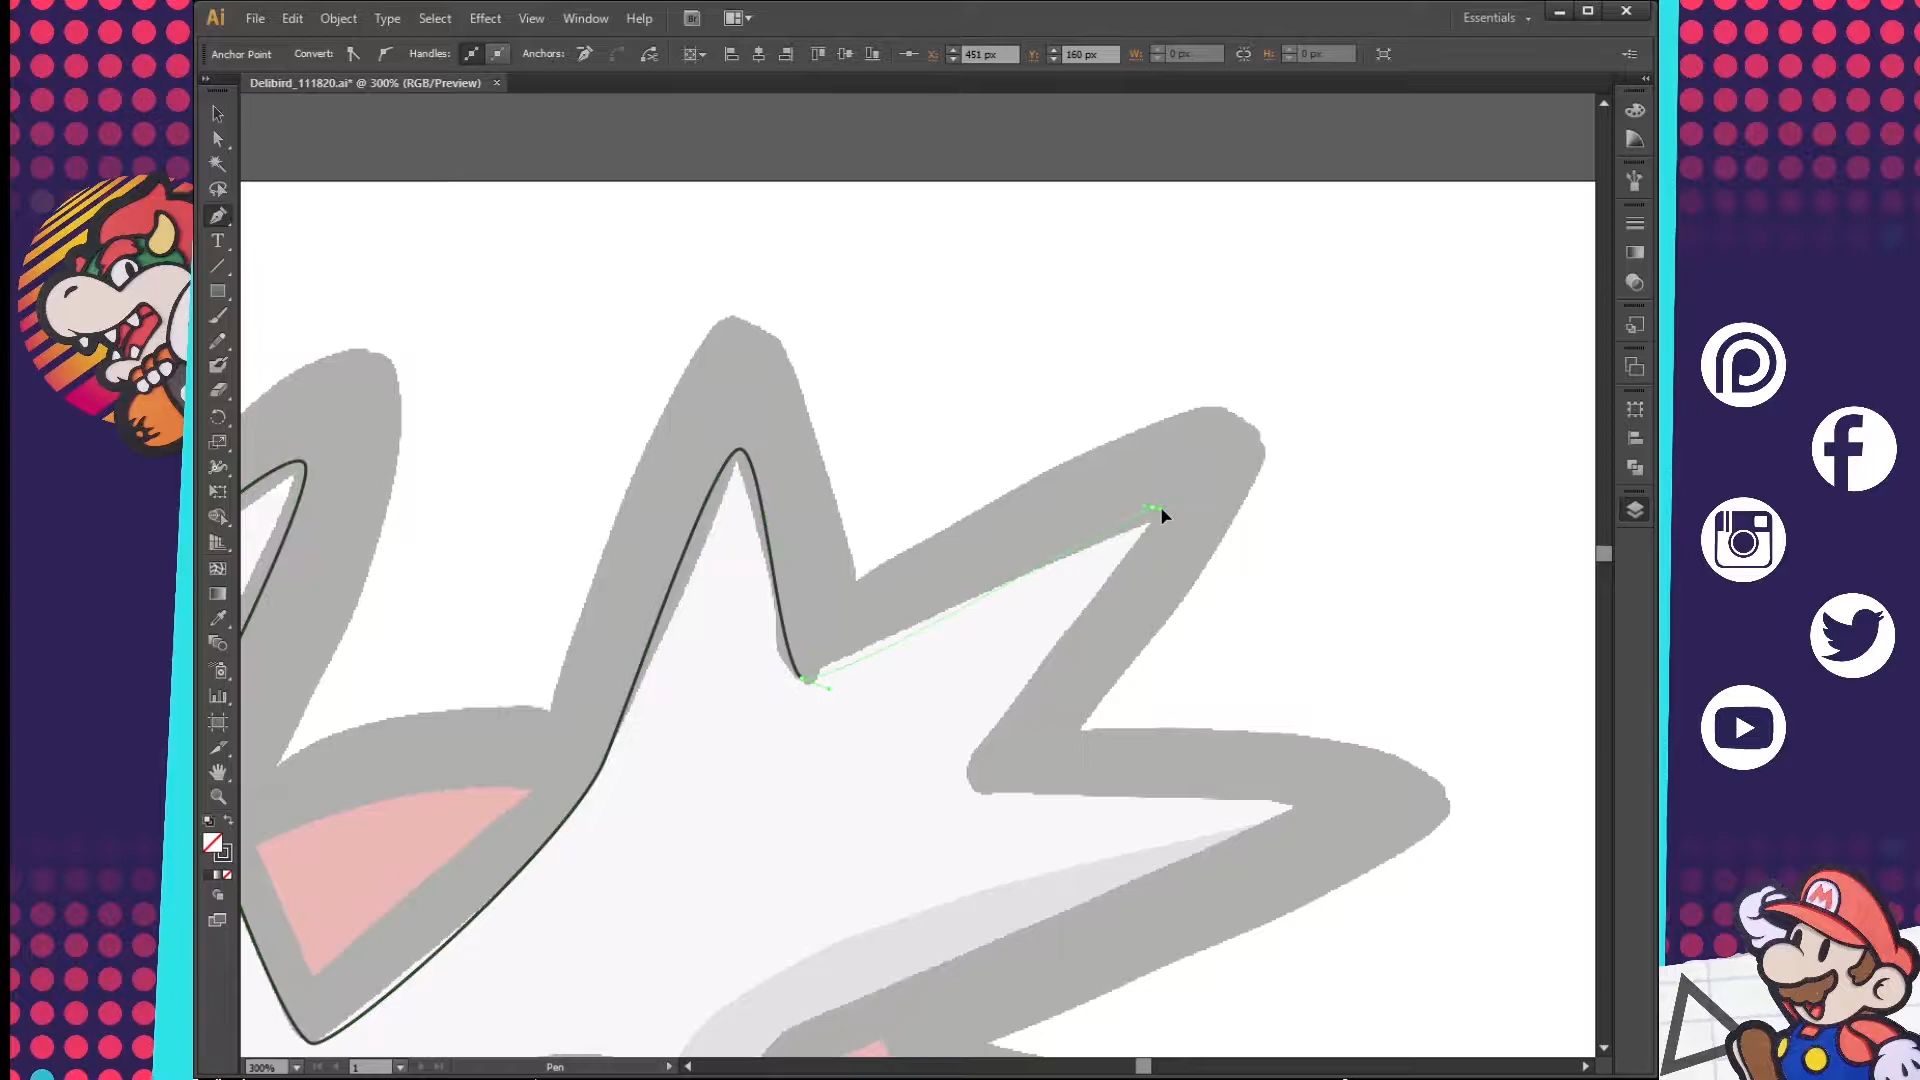 Ai File Edit Object Type Select Effect View Window Help Br Essentials
Anchor Point Convert: Handles: Anchors: X: 451 px Y: 160 px W: 0 px H: 0 px
Delibird_111820.ai* @ 300% (RGB/Preview) ×
T
M
300% 1 Pen